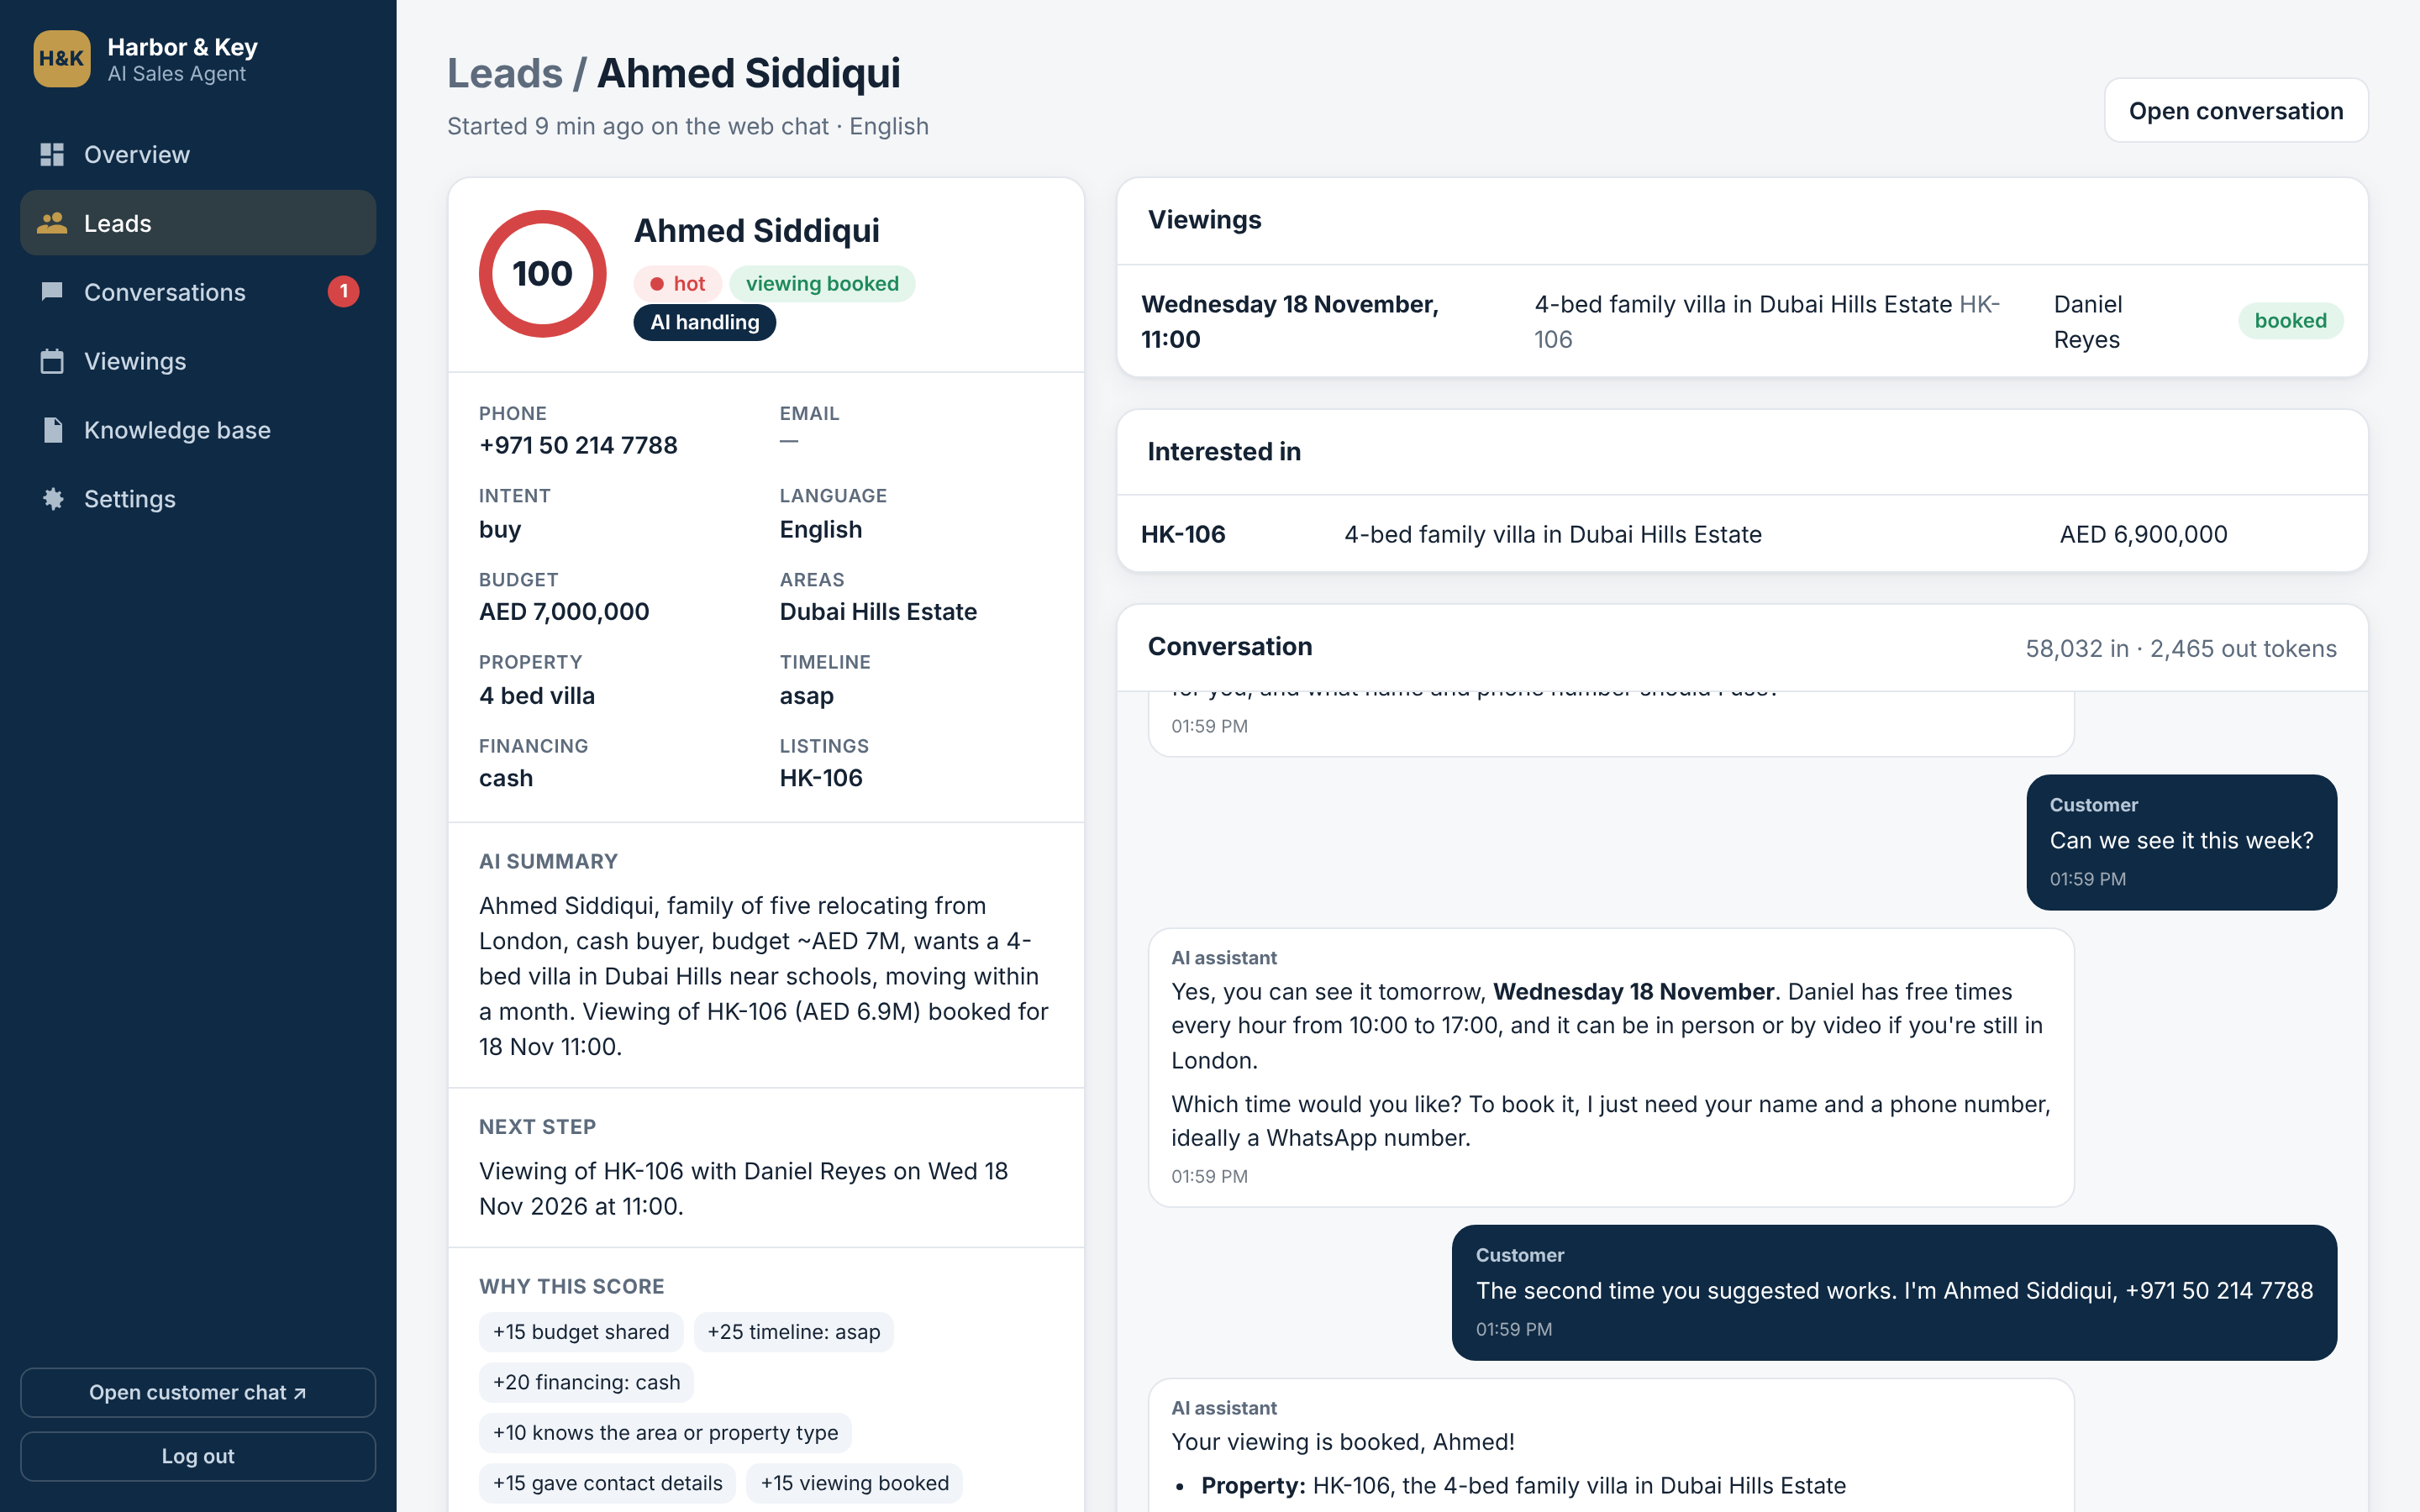 H&K
Harbor & Key
AI Sales Agent
Overview
Leads
Conversations
1
Viewings
Knowledge base
Settings
Open customer chat ↗
Log out
Leads / Ahmed Siddiqui
Started 9 min ago on the web chat · English
Open conversation
100
Ahmed Siddiqui
hot
viewing booked
AI handling
PHONE
+971 50 214 7788
EMAIL
—
INTENT
buy
LANGUAGE
English
BUDGET
AED 7,000,000
AREAS
Dubai Hills Estate
PROPERTY
4 bed villa
TIMELINE
asap
FINANCING
cash
LISTINGS
HK-106
AI SUMMARY
Ahmed Siddiqui, family of five relocating from
London, cash buyer, budget ~AED 7M, wants a 4-
bed villa in Dubai Hills near schools, moving within
a month. Viewing of HK-106 (AED 6.9M) booked for
18 Nov 11:00.
NEXT STEP
Viewing of HK-106 with Daniel Reyes on Wed 18
Nov 2026 at 11:00.
WHY THIS SCORE
+15 budget shared
+25 timeline: asap
+20 financing: cash
+10 knows the area or property type
+15 gave contact details
+15 viewing booked
Viewings
Wednesday 18 November,
11:00
4-bed family villa in Dubai Hills Estate HK-
106
Daniel
Reyes
booked
Interested in
HK-106
4-bed family villa in Dubai Hills Estate
AED 6,900,000
Conversation
58,032 in · 2,465 out tokens
for you, and what name and phone number should I use?
01:59 PM
Customer
Can we see it this week?
01:59 PM
AI assistant
Yes, you can see it tomorrow, Wednesday 18 November. Daniel has free times
every hour from 10:00 to 17:00, and it can be in person or by video if you're still in
London.
Which time would you like? To book it, I just need your name and a phone number,
ideally a WhatsApp number.
01:59 PM
Customer
The second time you suggested works. I'm Ahmed Siddiqui, +971 50 214 7788
01:59 PM
AI assistant
Your viewing is booked, Ahmed!
• Property: HK-106, the 4-bed family villa in Dubai Hills Estate